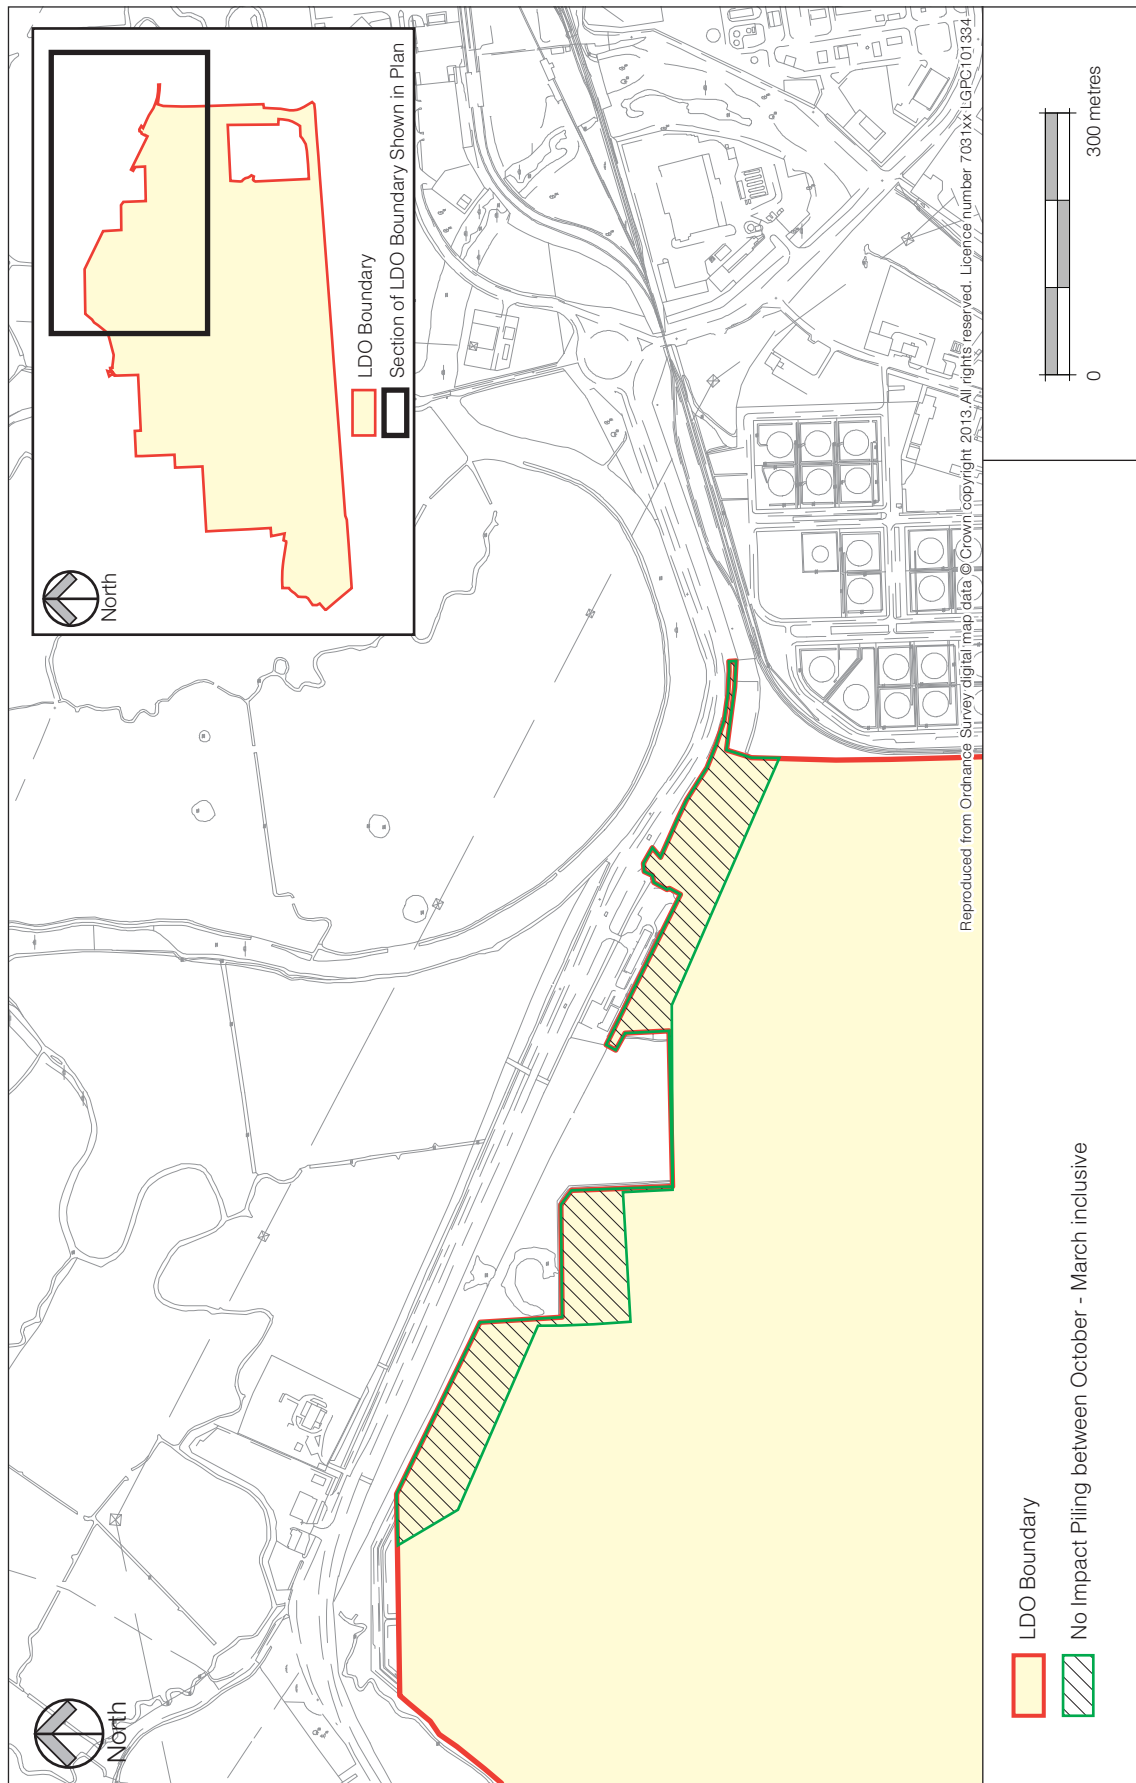 North
LDO Boundary
Section of LDO Boundary Shown in Plan
North
Reproduced from Ordnance Survey digital map data © Crown copyright 2013. All rights reserved. Licence number 7031xx LGPC101334
LDO Boundary
No Impact Piling between October - March inclusive
0
300 metres